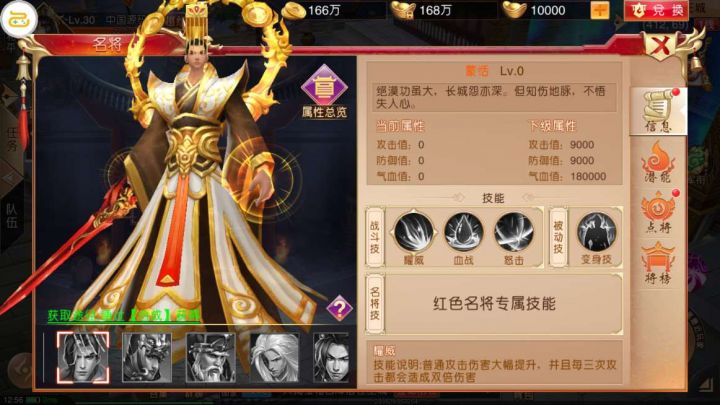 Lv.30
166万
168万
10000
兑换
名将
属性总览
蒙恬 Lv.0
绝漠功虽大，长城怨亦深。但知伤地脉，不悟
失人心。
当前属性
下级属性
攻击值：0
攻击值：9000
防御值：0
防御值：9000
气血值：0
气血值：180000
技能
战斗技
耀威
血战
怒击
被动技
变身技
名将技
红色名将专属技能
耀威
技能说明:普通攻击伤害大幅提升，并且每三次攻
击都会造成双倍伤害
信息
潜能
点将
将榜
任务
队伍
12:56